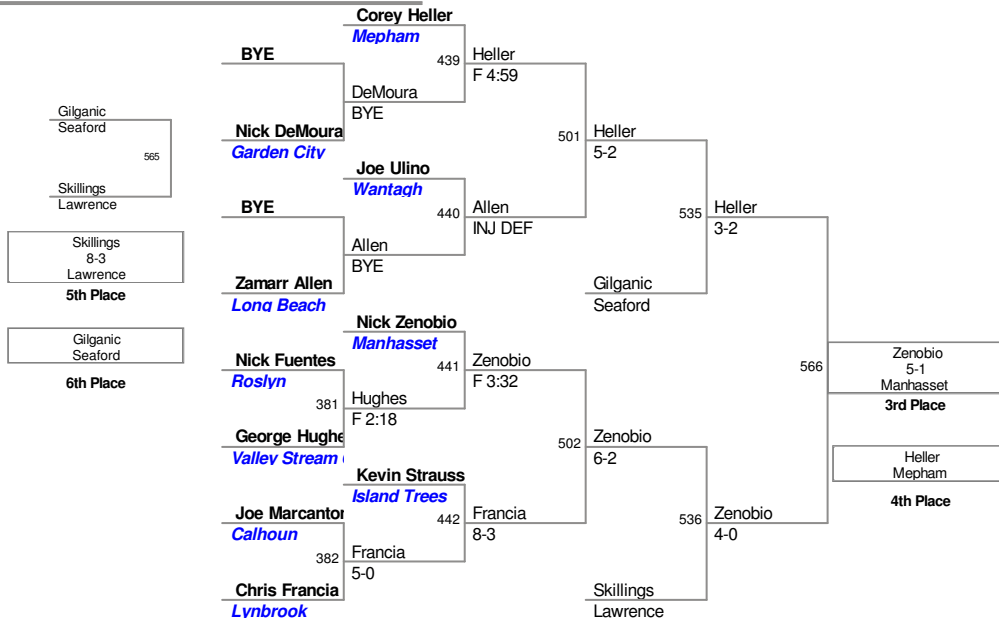 Corey Heller
Mepham
BYE
439
Heller
F 4:59
DeMoura
BYE
Nick DeMoura
Garden City
501
Heller
5-2
Joe Ulino
Wantagh
BYE
440
Allen
INJ DEF
Allen
BYE
Zamarr Allen
Long Beach
535
Heller
3-2
Gilganic
Seaford
Nick Zenobio
Manhasset
Nick Fuentes
Roslyn
441
Zenobio
F 3:32
381
Hughes
F 2:18
George Hughe
Valley Stream
502
Zenobio
6-2
Kevin Strauss
Island Trees
Joe Marcanton
Calhoun
442
Francia
8-3
382
Francia
5-0
Chris Francia
Lynbrook
536
Zenobio
4-0
Skillings
Lawrence
566
Zenobio
5-1
Manhasset
3rd Place
Heller
Mepham
4th Place
Gilganic
Seaford
565
Skillings
Lawrence
Skillings
8-3
Lawrence
5th Place
Gilganic
Seaford
6th Place